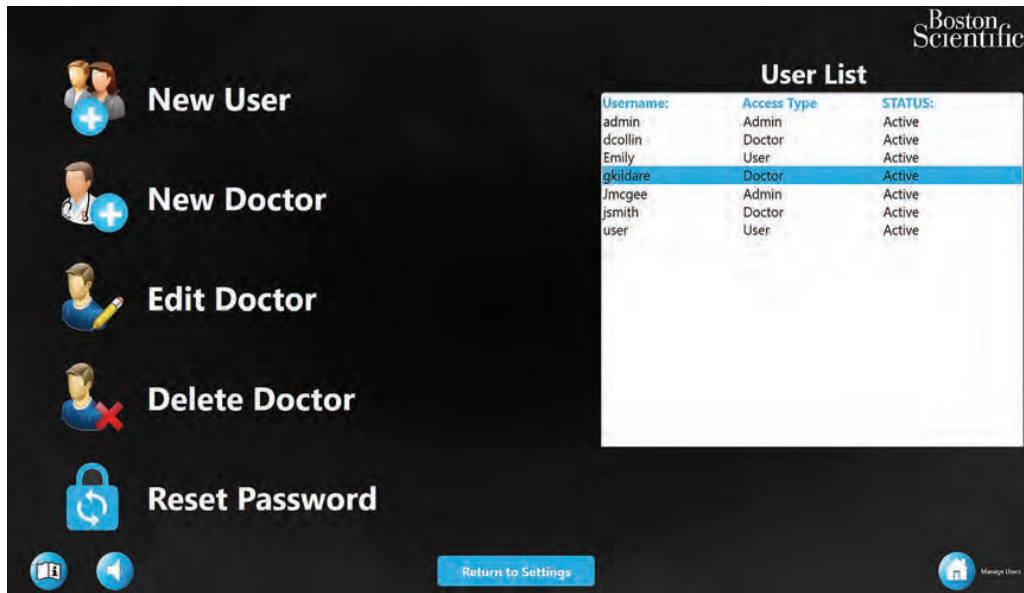 Boston
Scientific
New User
New Doctor
Edit Doctor
Delete Doctor
Reset Password
User List
Username: Access Type STATUS:
admin Admin Active
dcollin Doctor Active
Emily User Active
gkildare Doctor Active
Jmcgee Admin Active
jsmith Doctor Active
user User Active
Return to Settings
Manage Users